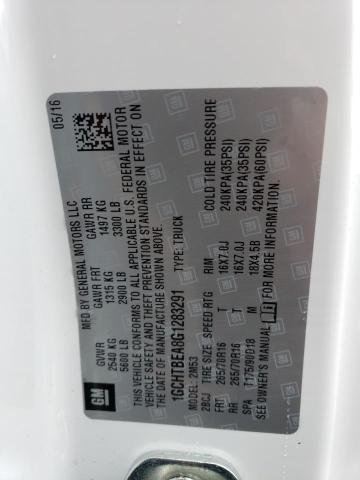 MFD BY GENERAL MOTORS LLC
05/16
GVWR GAWR FRT GAWR RR
2540 KG 1315 KG 1497 KG
5600 LB 2900 LB 3300 LB
THIS VEHICLE CONFORMS TO ALL APPLICABLE U.S. FEDERAL MOTOR
VEHICLE SAFETY AND THEFT PREVENTION STANDARDS IN EFFECT ON
THE DATE OF MANUFACTURE SHOWN ABOVE.
TYPE: TRUCK
2BCJ 2M53
TIRE SIZE SPEED RTG RIM COLD TIRE PRESSURE
FRT 265/70R16 T 16X7.0J 240KPA(35PSI)
RR 265/70R16 T 16X7.0J 240KPA(35PSI)
SPA T175/90D18 M 18X4.5B 420KPA(60PSI)
SEE OWNER'S MANUAL FOR MORE INFORMATION.
GM